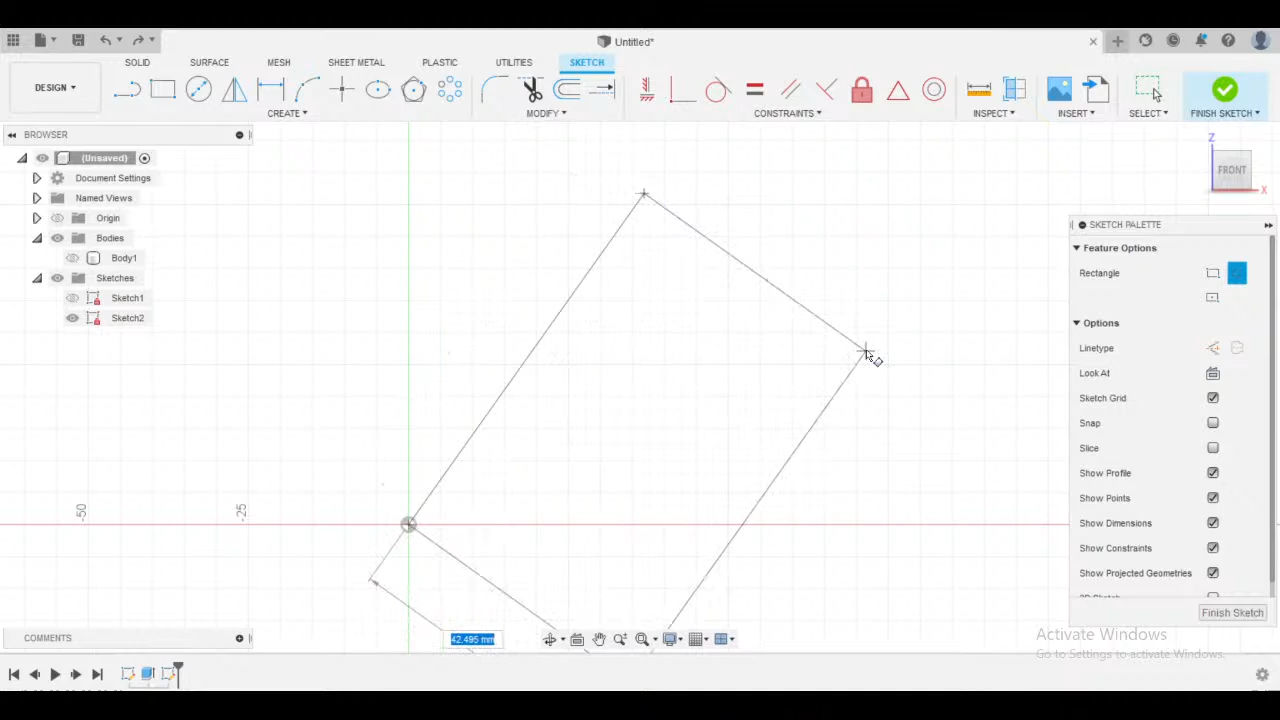 Untitled*
DESIGN
SOLID
SURFACE
MESH
SHEET METAL
PLASTIC
UTILITIES
SKETCH
CREATE
MODIFY
CONSTRAINTS
INSPECT
INSERT
SELECT
FINISH SKETCH
BROWSER
(Unsaved)
Document Settings
Named Views
Origin
Bodies
Body1
Sketches
Sketch1
Sketch2
Z
FRONT
X
SKETCH PALETTE
Feature Options
Rectangle
Options
Linetype
Look At
Sketch Grid
Snap
Slice
Show Profile
Show Points
Show Dimensions
Show Constraints
Show Projected Geometries
Finish Sketch
-50
-25
42.495 mm
COMMENTS
Activate Windows
Go to Settings to activate Windows.